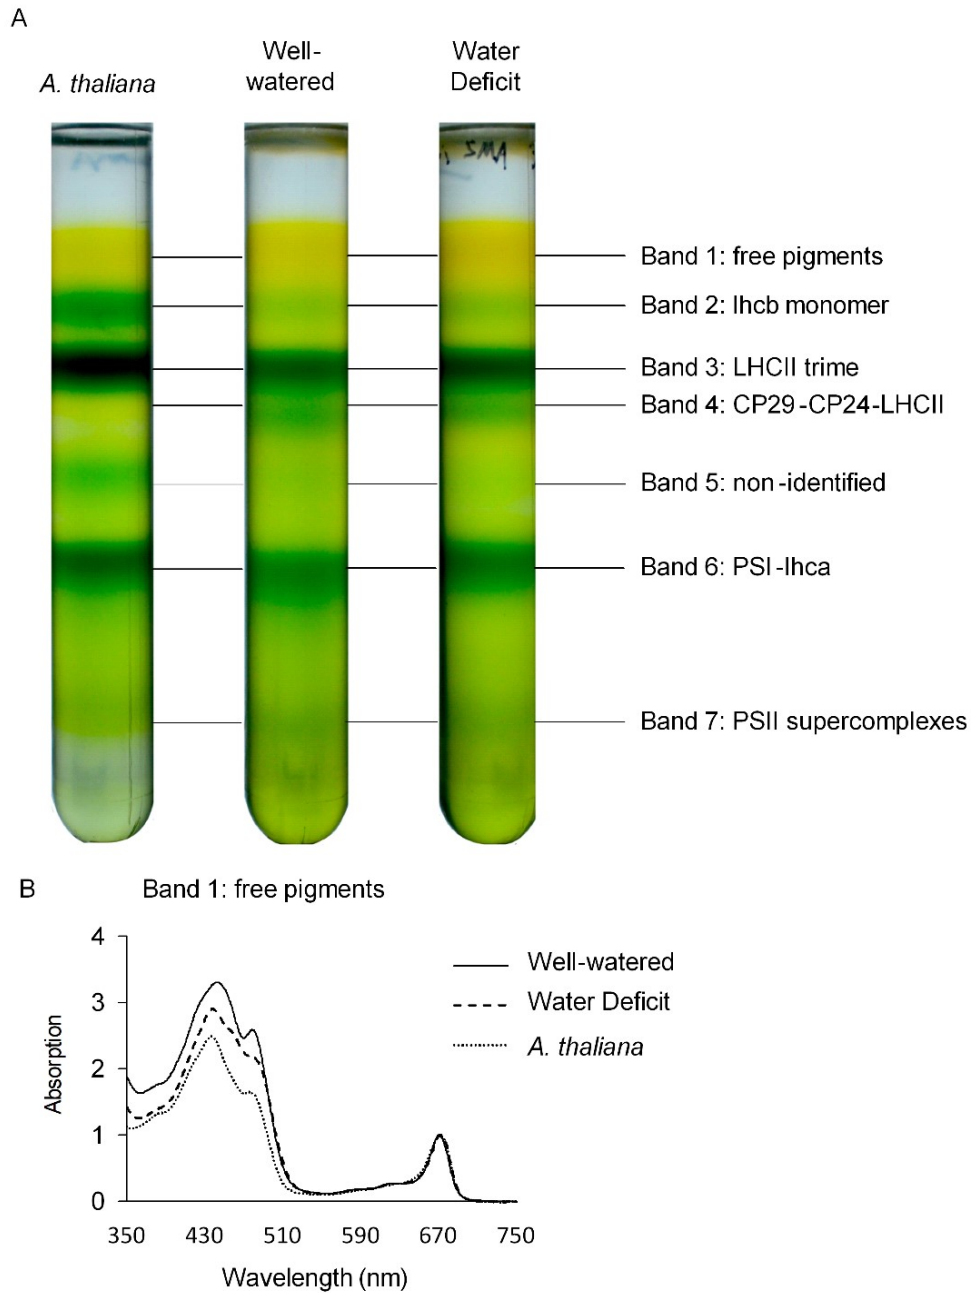 A
A. thaliana
Well-
watered
Water
Deficit
Band 1: free pigments
Band 2: lhcb monomer
Band 3: LHCII trime
Band 4: CP29-CP24-LHCII
Band 5: non-identified
Band 6: PSI-lhca
Band 7: PSII supercomplexes
B
Band 1: free pigments
Absorption
4
3
2
1
0
350 430 510 590 670 750
Wavelength (nm)
Well-watered
Water Deficit
A. thaliana